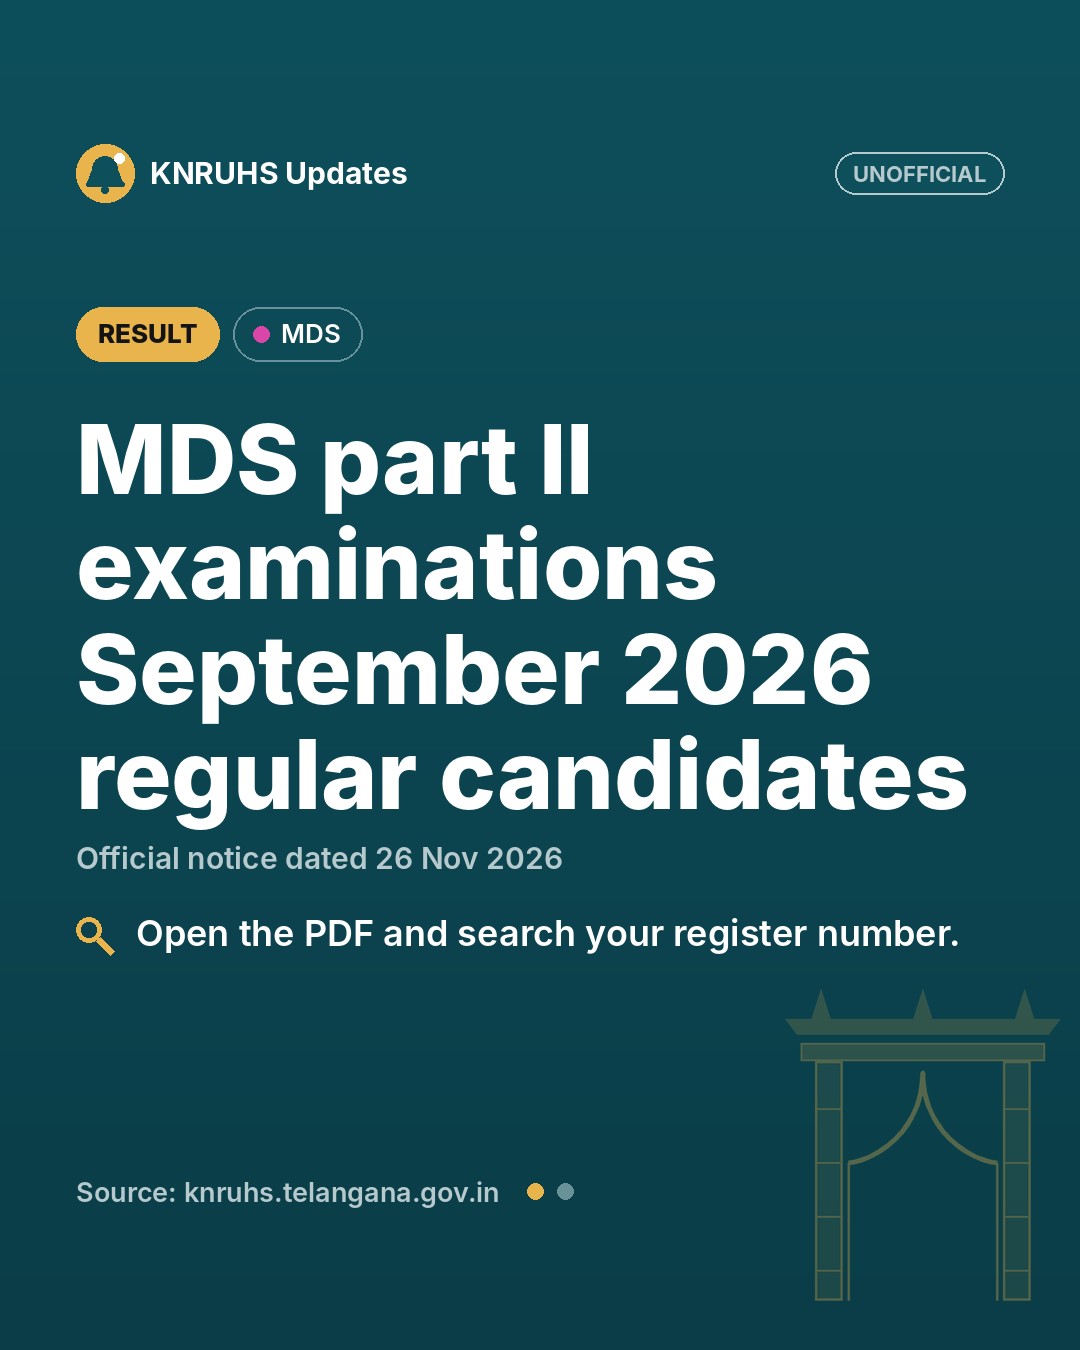 KNRUHS Updates
UNOFFICIAL
RESULT
MDS
MDS part II
examinations
September 2026
regular candidates
Official notice dated 26 Nov 2026
Open the PDF and search your register number.
Source: knruhs.telangana.gov.in